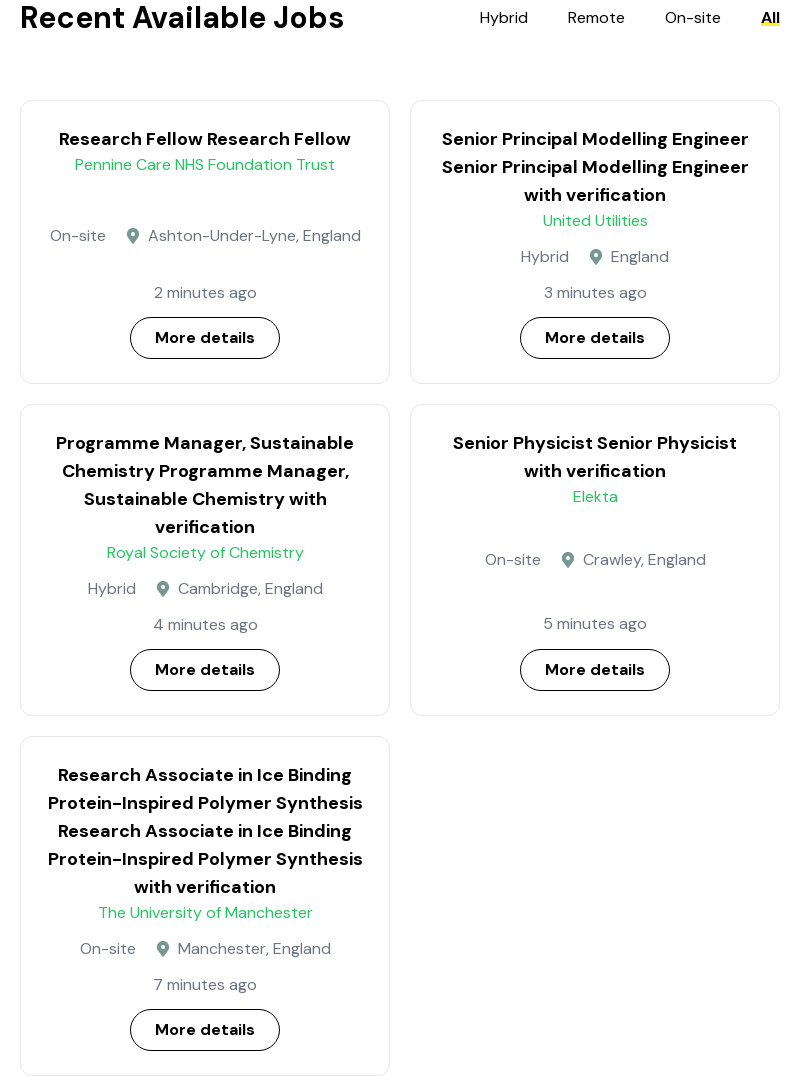 Recent Available Jobs
Hybrid Remote On-site All
Research Fellow Research Fellow
Pennine Care NHS Foundation Trust
On-site Ashton-Under-Lyne, England
2 minutes ago
More details
Senior Principal Modelling Engineer
Senior Principal Modelling Engineer
with verification
United Utilities
Hybrid England
3 minutes ago
More details
Programme Manager, Sustainable
Chemistry Programme Manager,
Sustainable Chemistry with
verification
Royal Society of Chemistry
Hybrid Cambridge, England
4 minutes ago
More details
Senior Physicist Senior Physicist
with verification
Elekta
On-site Crawley, England
5 minutes ago
More details
Research Associate in Ice Binding
Protein-Inspired Polymer Synthesis
Research Associate in Ice Binding
Protein-Inspired Polymer Synthesis
with verification
The University of Manchester
On-site Manchester, England
7 minutes ago
More details